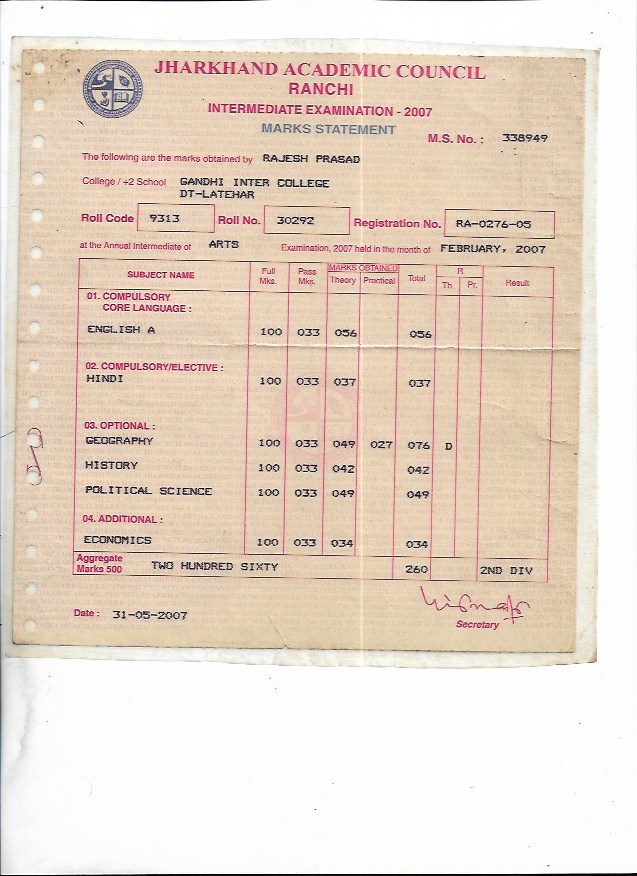 JHARKHAND ACADEMIC COUNCIL
RANCHI
INTERMEDIATE EXAMINATION - 2007
MARKS STATEMENT
M.S. No. : 338949
The following are the marks obtained by RAJESH PRASAD
College / +2 School GANDHI INTER COLLEGE
DT-LATEHAR
Roll Code 9313 Roll No. 30292 Registration No. RA-0276-05
at the Annual Intermediate of ARTS Examination, 2007 held in the month of FEBRUARY, 2007
SUBJECT NAME Full Mks. Pass Mks. MARKS OBTAINED Theory Practical Total R Th. Pr. Result
01. COMPULSORY
CORE LANGUAGE :
ENGLISH A 100 033 056 056
02. COMPULSORY/ELECTIVE :
HINDI 100 033 037 037
03. OPTIONAL :
GEOGRAPHY 100 033 049 027 076 D
HISTORY 100 033 042 042
POLITICAL SCIENCE 100 033 049 049
04. ADDITIONAL :
ECONOMICS 100 033 034 034
Aggregate
Marks 500 TWO HUNDRED SIXTY 260 2ND DIV
Date : 31-05-2007
Secretary